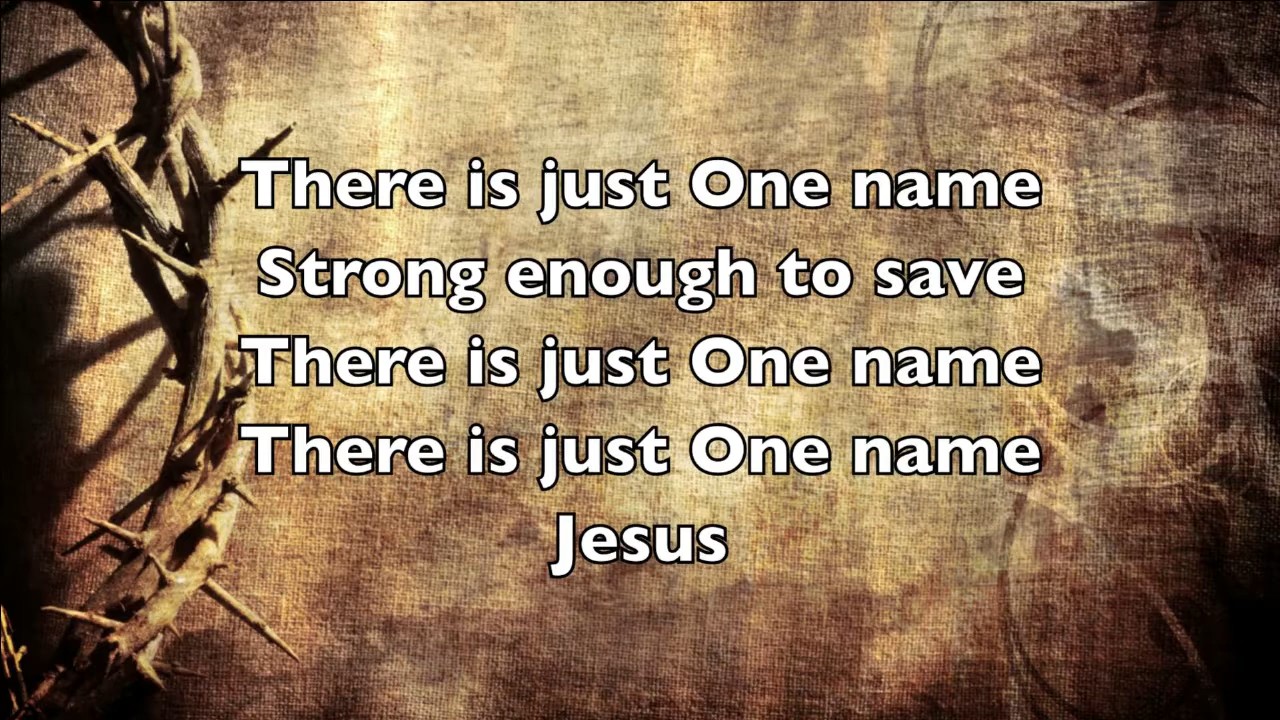 There is just One name
Strong enough to save
There is just One name
There is just One name
Jesus